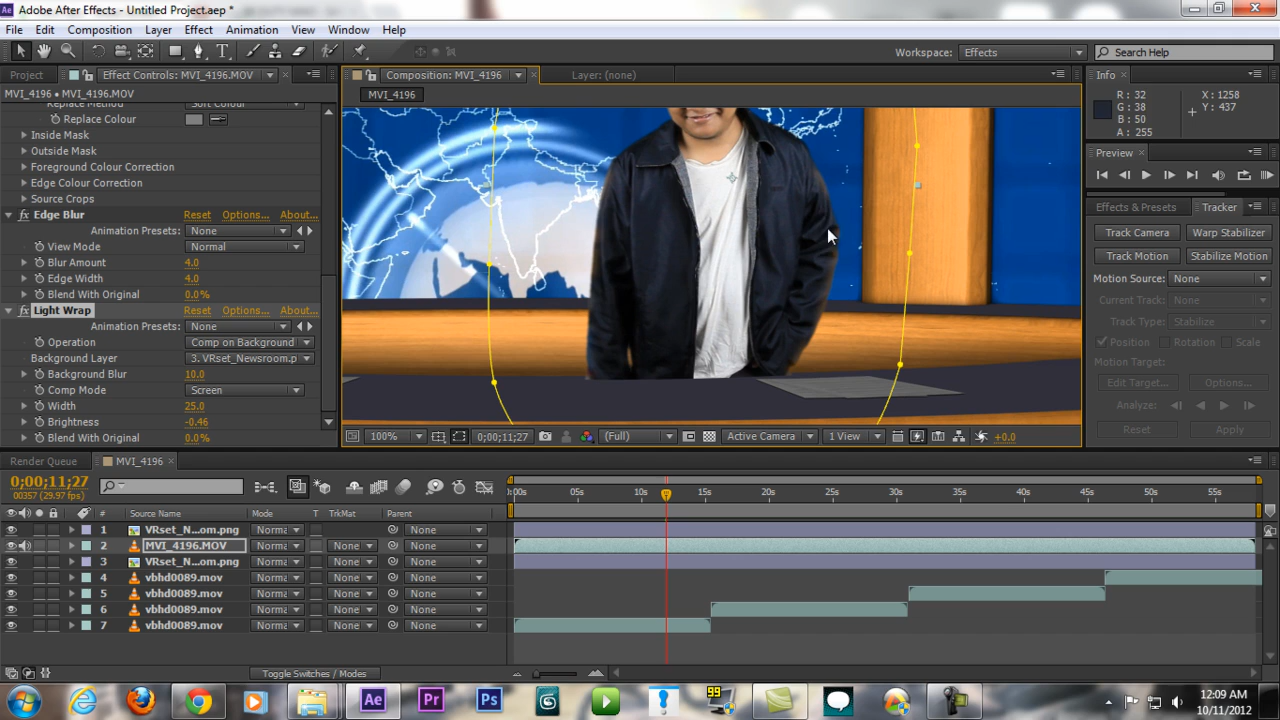 Adobe After Effects - Untitled Project.aep *
File Edit Composition Layer Effect Animation View Window Help
Workspace: Effects Search Help
Project Effect Controls: MVI_4196.MOV Composition: MVI_4196 Layer: (none) Info
MVI_4196 • MVI_4196.MOV
MVI_4196
Replace Method Soft Colour
Replace Colour
Inside Mask
Outside Mask
Foreground Colour Correction
Edge Colour Correction
Source Crops
Edge Blur Reset Options... About...
Animation Presets: None
View Mode Normal
Blur Amount 4.0
Edge Width 4.0
Blend With Original 0.0%
Light Wrap Reset Options... About...
Animation Presets: None
Operation Comp on Background
Background Layer 3. VRset_Newsroom.p
Background Blur 10.0
Comp Mode Screen
Width 25.0
Brightness -0.46
Blend With Original 0.0%
100% 0;00;11;27 (Full) Active Camera 1 View +0.0
R : 32 X : 1258
G : 38 Y : 437
B : 50
A : 255
Preview
Effects & Presets Tracker
Track Camera Warp Stabilizer
Track Motion Stabilize Motion
Motion Source: None
Current Track: None
Track Type: Stabilize
Position Rotation Scale
Motion Target:
Edit Target... Options...
Analyze:
Reset Apply
Render Queue MVI_4196
0;00;11;27
00357 (29.97 fps)
:00s 05s 10s 15s 20s 25s 30s 35s 40s 45s 50s 55s
# Source Name Mode T TrkMat Parent
1 VRset_N...om.png Norma None
2 MVI_4196.MOV Norma None None
3 VRset_N...om.png Norma None None
4 vbhd0089.mov Norma None None
5 vbhd0089.mov Norma None None
6 vbhd0089.mov Norma None None
7 vbhd0089.mov Norma None None
Toggle Switches / Modes
Ae Pr Ps 99
12:09 AM
10/11/2012